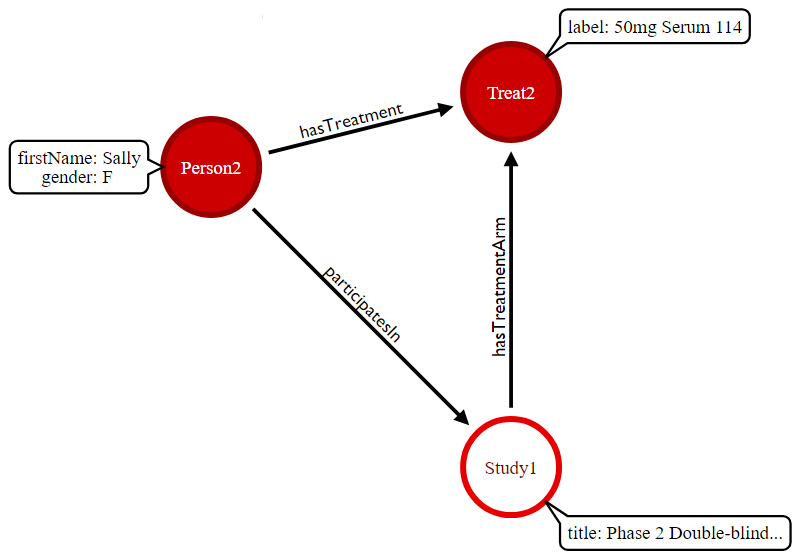 label: 50mg Serum 114
Treat2
hasTreatment
firstName: Sally
gender: F
Person2
participatesIn
hasTreatmentArm
Study1
title: Phase 2 Double-blind...